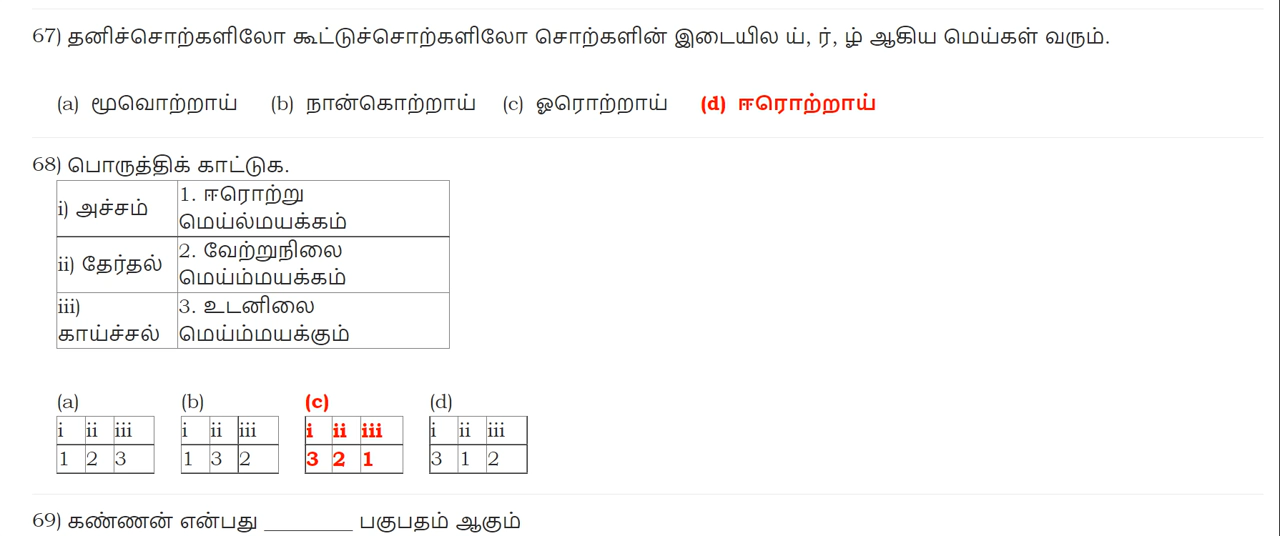 67) தனிச்சொற்களிலோ கூட்டுச்சொற்களிலோ சொற்களின் இடையில ய், ர், ழ் ஆகிய மெய்கள் வரும்.
(a) மூவொற்றாய் (b) நான்கொற்றாய் (c) ஓரொற்றாய் (d) ஈரொற்றாய்
68) பொருத்திக் காட்டுக.
i) அச்சம் 1. ஈரொற்று
மெய்ல்மயக்கம்
ii) தேர்தல் 2. வேற்றுநிலை
மெய்ம்மயக்கம்
iii) 3. உடனிலை
காய்ச்சல் மெய்ம்மயக்கும்
(a) (b) (c) (d)
i ii iii i ii iii i ii iii i ii iii
1 2 3 1 3 2 3 2 1 3 1 2
69) கண்ணன் என்பது ________ பகுபதம் ஆகும்